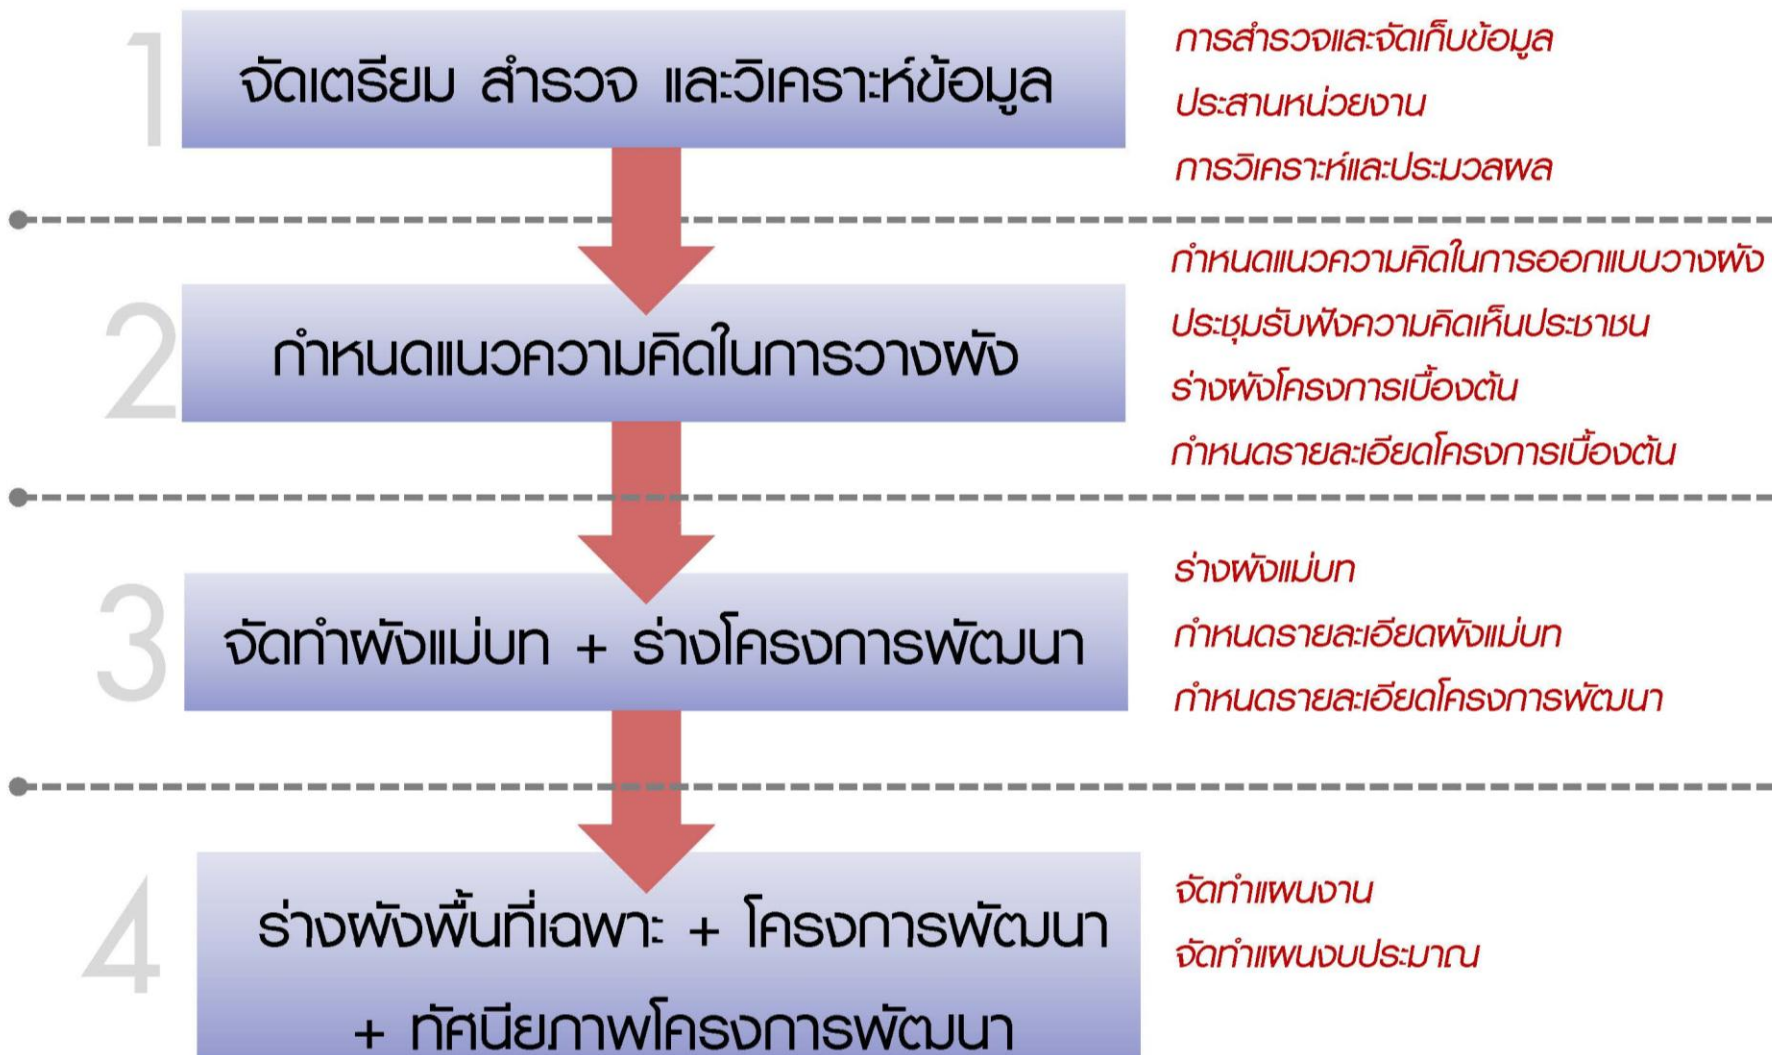 1
จัดเตรียม สำรวจ และวิเคราะห์ข้อมูล
การสำรวจและจัดเก็บข้อมูล
ประสานหน่วยงาน
การวิเคราะห์และประมวลผล
2
กำหนดแนวความคิดในการวางผัง
กำหนดแนวความคิดในการออกแบบวางผัง
ประชุมรับฟังความคิดเห็นประชาชน
ร่างผังโครงการเบื้องต้น
กำหนดรายละเอียดโครงการเบื้องต้น
3
จัดทำผังแม่บท + ร่างโครงการพัฒนา
ร่างผังแม่บท
กำหนดรายละเอียดผังแม่บท
กำหนดรายละเอียดโครงการพัฒนา
4
ร่างผังพื้นที่เฉพาะ + โครงการพัฒนา
+ ทัศนียภาพโครงการพัฒนา
จัดทำแผนงาน
จัดทำแผนงบประมาณ